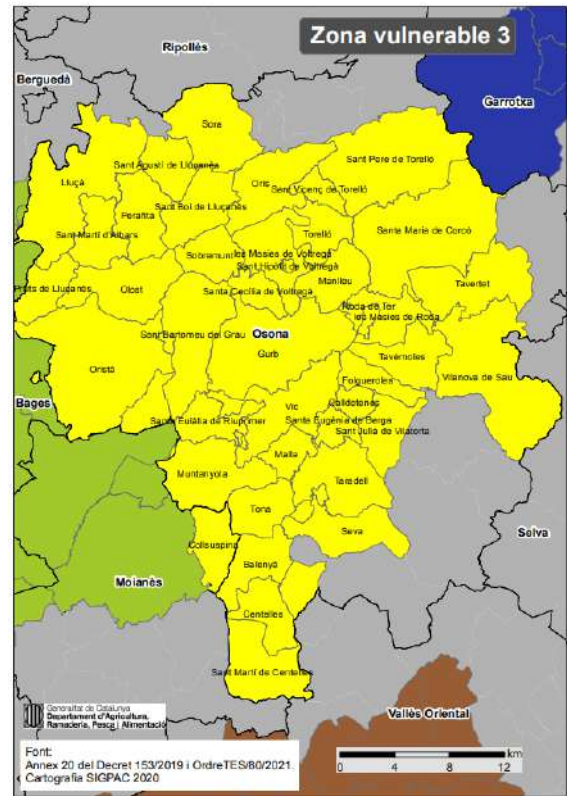 Zona vulnerable 3
Ripollès
Berguedà
Garrotxa
Sora
Sant Agustí de Lluçanès
Sant Pere de Torelló
Lluçà
Orís
Sant Vicenç de Torelló
Perafita
Sant Boi de Lluçanès
Torelló
Santa Maria de Corcó
Sant Martí d'Albars
Sobremunt
les Masies de Voltregà
Sant Hipòlit de Voltregà
Manlleu
Tavertet
Prats de Lluçanès
Olost
Santa Cecília de Voltregà
Roda de Ter
les Masies de Roda
Sant Bartomeu del Grau
Osona
Gurb
Tavèrnoles
Oristà
Folgueroles
Vilanova de Sau
Bages
Vic
Calldetenes
Santa Eulàlia de Riuprimer
Santa Eugènia de Berga
Sant Julià de Vilatorta
Malla
Muntanyola
Taradell
Tona
Seva
Selva
Collsuspina
Balenyà
Moianès
Centelles
Sant Martí de Centelles
Generalitat de Catalunya
Departament d'Agricultura,
Ramaderia, Pesca i Alimentació
Vallès Oriental
Font:
Annex 20 del Decret 153/2019 i OrdreTES/80/2021.
Cartografia SIGPAC 2020
km
0 4 8 12